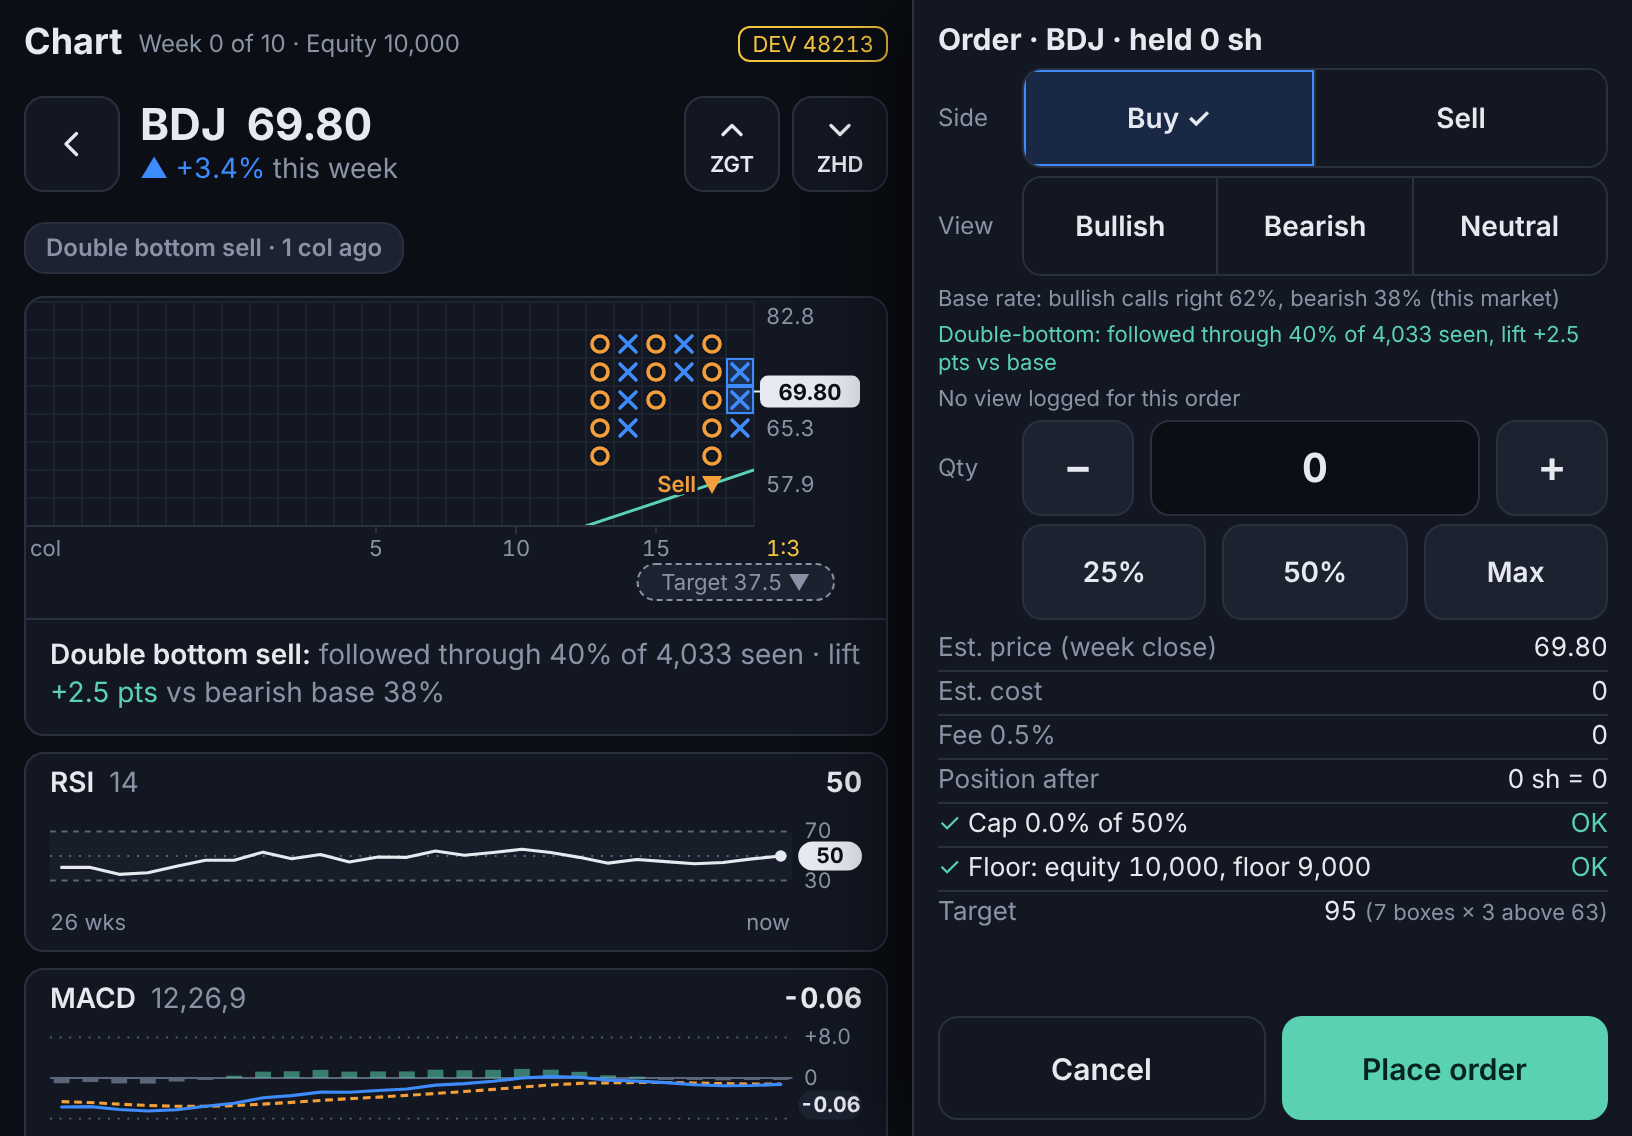 Chart Week 0 of 10 · Equity 10,000
DEV 48213
BDJ 69.80
▲ +3.4% this week
ZGT
ZHD
Double bottom sell · 1 col ago
82.8
69.80
65.3
Sell ▼
57.9
col 5 10 15 1:3
Target 37.5 ▼
Double bottom sell: followed through 40% of 4,033 seen · lift
+2.5 pts vs bearish base 38%
RSI 14 50
70
50
30
26 wks now
MACD 12,26,9 -0.06
+8.0
0
-0.06
Order · BDJ · held 0 sh
Side Buy ✓ Sell
View Bullish Bearish Neutral
Base rate: bullish calls right 62%, bearish 38% (this market)
Double-bottom: followed through 40% of 4,033 seen, lift +2.5
pts vs base
No view logged for this order
Qty − 0 +
25% 50% Max
Est. price (week close) 69.80
Est. cost 0
Fee 0.5% 0
Position after 0 sh = 0
✓ Cap 0.0% of 50% OK
✓ Floor: equity 10,000, floor 9,000 OK
Target 95 (7 boxes × 3 above 63)
Cancel Place order